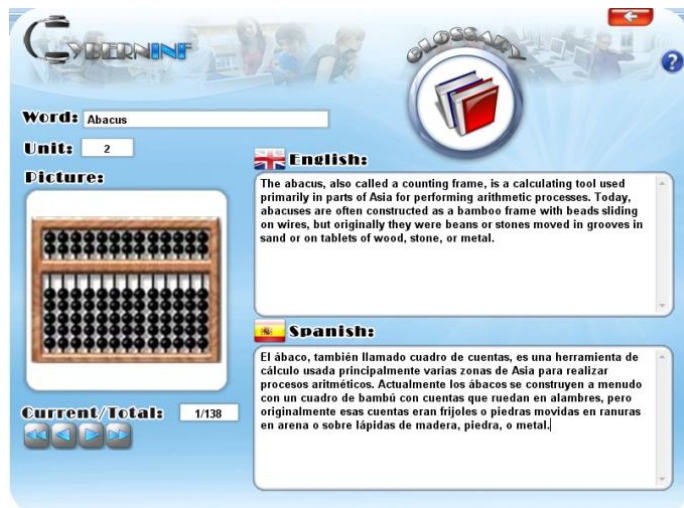 CYBERNINF
GLOSSARY
?
Word: Abacus
Unit: 2
Picture:
English:
The abacus, also called a counting frame, is a calculating tool used
primarily in parts of Asia for performing arithmetic processes. Today,
abacuses are often constructed as a bamboo frame with beads sliding
on wires, but originally they were beans or stones moved in grooves in
sand or on tablets of wood, stone, or metal.
Spanish:
El ábaco, también llamado cuadro de cuentas, es una herramienta de
cálculo usada principalmente varias zonas de Asia para realizar
procesos aritméticos. Actualmente los ábacos se construyen a menudo
con un cuadro de bambú con cuentas que ruedan en alambres, pero
originalmente esas cuentas eran frijoles o piedras movidas en ranuras
en arena o sobre lápidas de madera, piedra, o metal.
Current/Total: 1/138